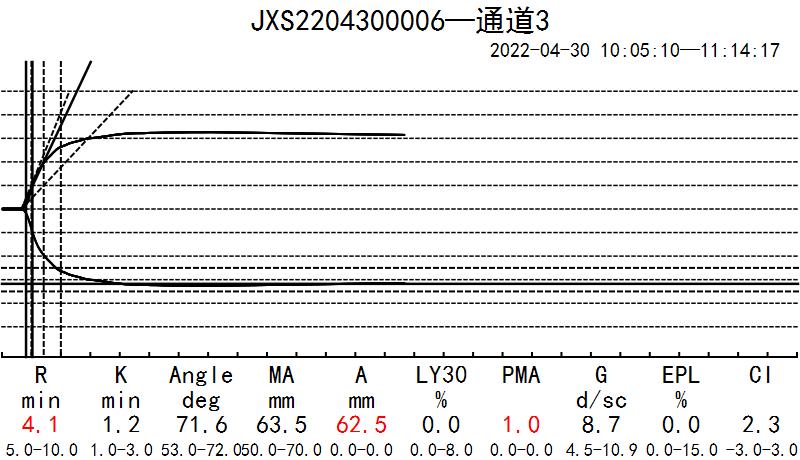 JXS2204300006—通道3
2022-04-30 10:05:10—11:14:17
R K Angle MA A LY30 PMA G EPL CI
min min deg mm mm % d/sc %
4.1 1.2 71.6 63.5 62.5 0.0 1.0 8.7 0.0 2.3
5.0-10.0 1.0-3.0 53.0-72.0 50.0-70.0 0.0-0.0 0.0-8.0 0.0-0.0 4.5-10.9 0.0-15.0 -3.0-3.0